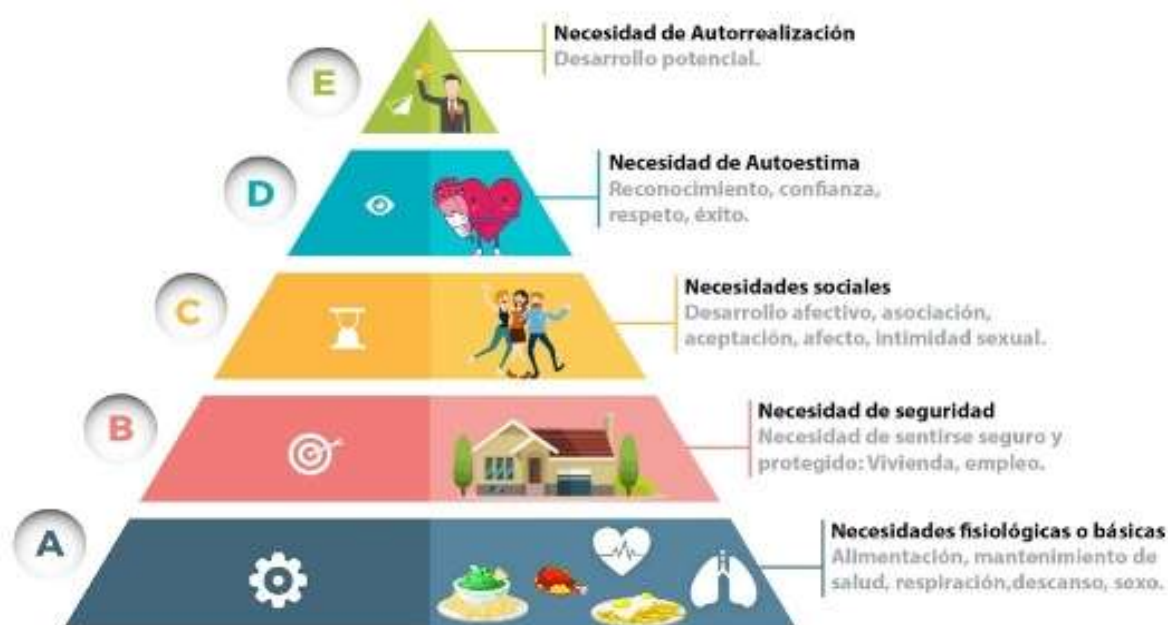 E
Necesidad de Autorrealización
Desarrollo potencial.
D
Necesidad de Autoestima
Reconocimiento, confianza,
respeto, éxito.
C
Necesidades sociales
Desarrollo afectivo, asociación,
aceptación, afecto, intimidad sexual.
B
Necesidad de seguridad
Necesidad de sentirse seguro y
protegido: Vivienda, empleo.
A
Necesidades fisiológicas o básicas
Alimentación, mantenimiento de
salud, respiración,descanso, sexo.